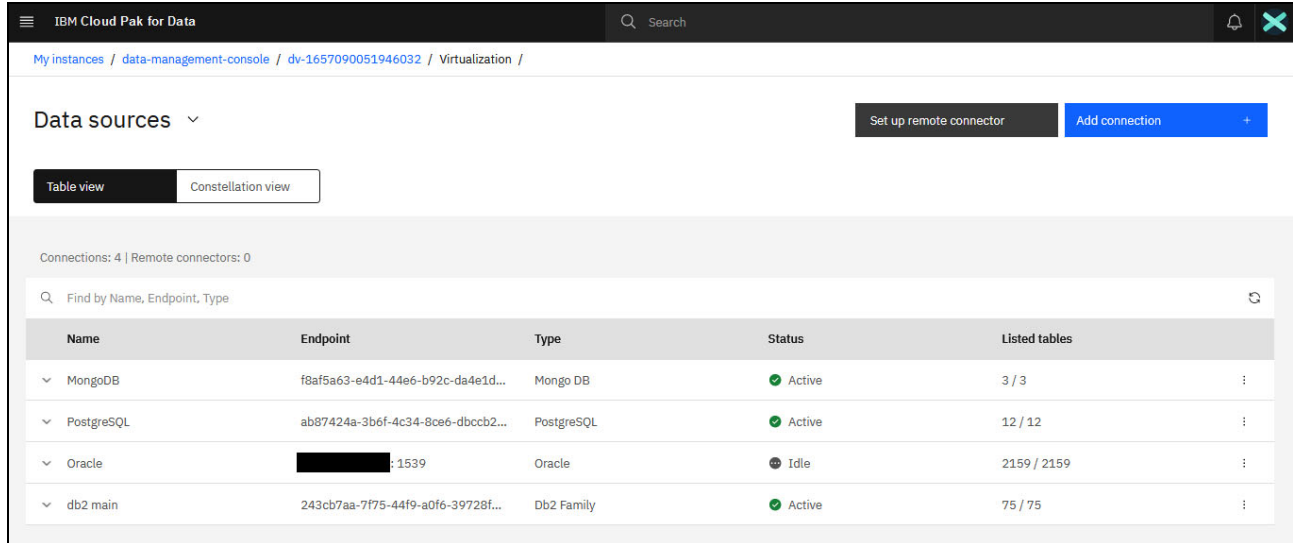 IBM Cloud Pak for Data Search
My instances / data-management-console / dv-1657090051946032 / Virtualization /
Data sources Set up remote connector Add connection +
Table view Constellation view
Connections: 4 | Remote connectors: 0
Find by Name, Endpoint, Type
Name Endpoint Type Status Listed tables
MongoDB f8af5a63-e4d1-44e6-b92c-da4e1d... Mongo DB Active 3 / 3
PostgreSQL ab87424a-3b6f-4c34-8ce6-dbccb2... PostgreSQL Active 12 / 12
Oracle : 1539 Oracle Idle 2159 / 2159
db2 main 243cb7aa-7f75-44f9-a0f6-39728f... Db2 Family Active 75 / 75